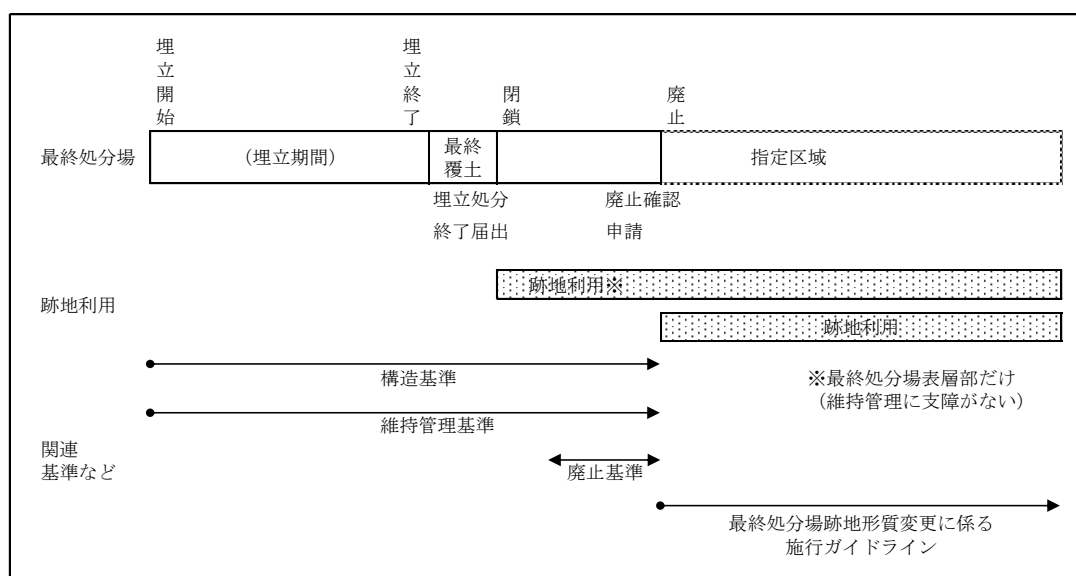 埋立開始
埋立終了
閉鎖
廃止
最終処分場
(埋立期間)
最終
覆土
指定区域
埋立処分
終了届出
廃止確認
申請
跡地利用※
跡地利用
跡地利用
構造基準
※最終処分場表層部だけ
(維持管理に支障がない)
維持管理基準
関連
基準など
廃止基準
最終処分場跡地形質変更に係る
施行ガイドライン